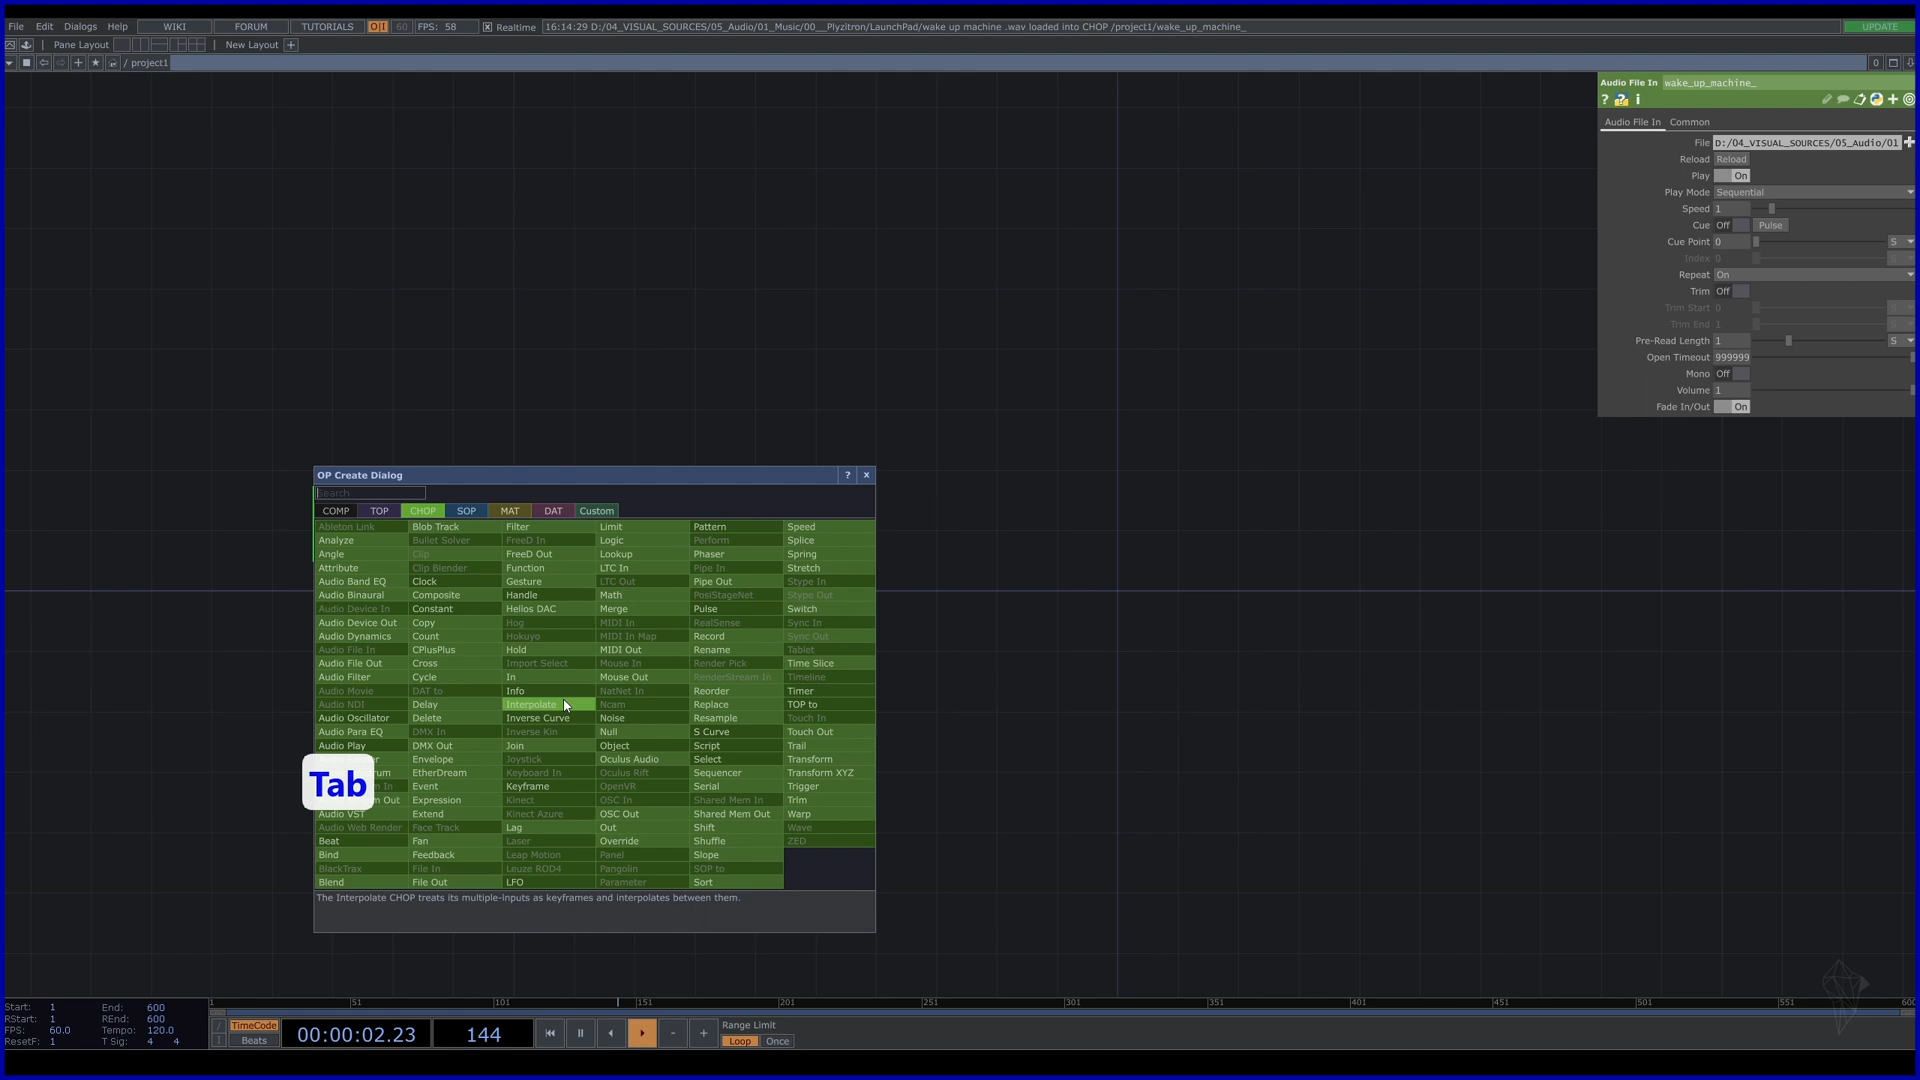 File Edit Dialogs Help WIKI FORUM TUTORIALS O|I 60 FPS: 58 Realtime 16:14:29 D:/04_VISUAL_SOURCES/05_Audio/01_Music/00__Plyzitron/LaunchPad/wake up machine .wav loaded into CHOP /project1/wake_up_machine_ UPDATE
Pane Layout New Layout +
/ project1 0
Audio File In wake_up_machine_
? i
Audio File In Common
File D:/04_VISUAL_SOURCES/05_Audio/01
Reload Reload
Play On
Play Mode Sequential
Speed 1
Cue Off Pulse
Cue Point 0 S
Index 0
Repeat On
Trim Off
Trim Start 0
Trim End 1
Pre-Read Length 1 S
Open Timeout 999999
Mono Off
Volume 1
Fade In/Out On
OP Create Dialog ? x
Search
COMP TOP CHOP SOP MAT DAT Custom
Ableton Link Blob Track Filter Limit Pattern Speed
Analyze Bullet Solver FreeD In Logic Perform Splice
Angle Clip FreeD Out Lookup Phaser Spring
Attribute Clip Blender Function LTC In Pipe In Stretch
Audio Band EQ Clock Gesture LTC Out Pipe Out Stype In
Audio Binaural Composite Handle Math PosiStageNet Stype Out
Audio Device In Constant Helios DAC Merge Pulse Switch
Audio Device Out Copy Hog MIDI In RealSense Sync In
Audio Dynamics Count Hokuyo MIDI In Map Record Sync Out
Audio File In CPlusPlus Hold MIDI Out Rename Tablet
Audio File Out Cross Import Select Mouse In Render Pick Time Slice
Audio Filter Cycle In Mouse Out RenderStream In Timeline
Audio Movie DAT to Info NatNet In Reorder Timer
Audio NDI Delay Interpolate Ncam Replace TOP to
Audio Oscillator Delete Inverse Curve Noise Resample Touch In
Audio Para EQ DMX In Inverse Kin Null S Curve Touch Out
Audio Play DMX Out Join Object Script Trail
Envelope Joystick Oculus Audio Select Transform
rum EtherDream Keyboard In Oculus Rift Sequencer Transform XYZ
m In Event Keyframe OpenVR Serial Trigger
m Out Expression Kinect OSC In Shared Mem In Trim
Audio VST Extend Kinect Azure OSC Out Shared Mem Out Warp
Audio Web Render Face Track Lag Out Shift Wave
Beat Fan Laser Override Shuffle ZED
Bind Feedback Leap Motion Panel Slope
BlackTrax File In Leuze ROD4 Pangolin SOP to
Blend File Out LFO Parameter Sort
The Interpolate CHOP treats its multiple-inputs as keyframes and interpolates between them.
Tab
1 51 101 151 201 251 301 351 401 451 501 551 600
Start: 1 End: 600
RStart: 1 REnd: 600
FPS: 60.0 Tempo: 120.0
ResetF: 1 T Sig: 4 4
TimeCode
Beats
00:00:02.23 144
- +
Range Limit
Loop Once